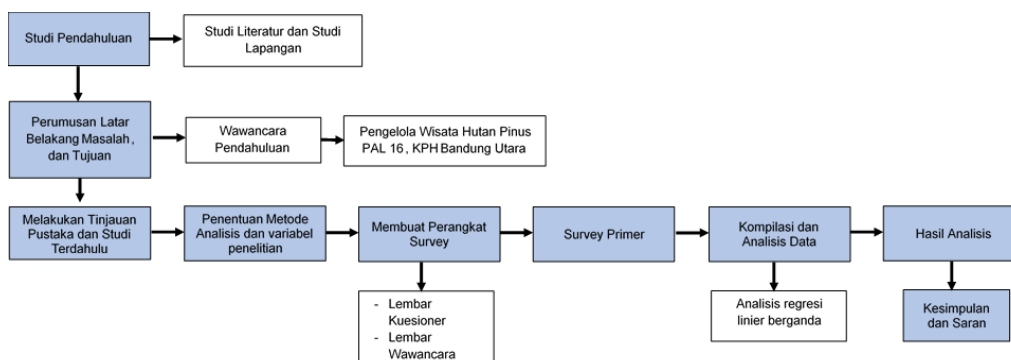 Studi Pendahuluan
Studi Literatur dan Studi
Lapangan
Perumusan Latar
Belakang Masalah,
dan Tujuan
Wawancara
Pendahuluan
Pengelola Wisata Hutan Pinus
PAL 16, KPH Bandung Utara
Melakukan Tinjauan
Pustaka dan Studi
Terdahulu
Penentuan Metode
Analisis dan variabel
penelitian
Membuat Perangkat
Survey
Survey Primer
Kompilasi dan
Analisis Data
Hasil Analisis
- Lembar
Kuesioner
- Lembar
Wawancara
Analisis regresi
linier berganda
Kesimpulan
dan Saran